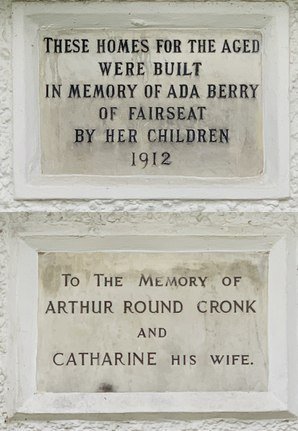 THESE HOMES FOR THE AGED
WERE BUILT
IN MEMORY OF ADA BERRY
OF FAIRSEAT
BY HER CHILDREN
1912
TO THE MEMORY OF
ARTHUR ROUND CRONK
AND
CATHARINE HIS WIFE.